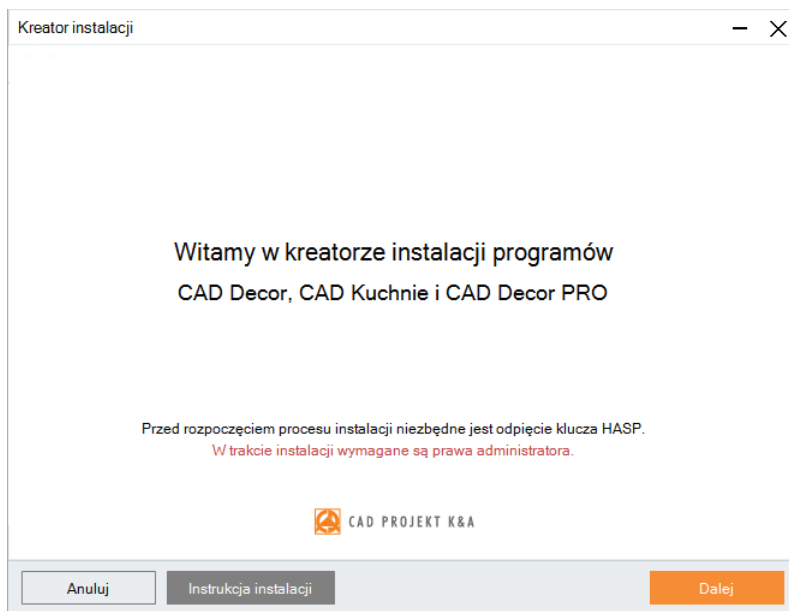 Kreator instalacji
Witamy w kreatorze instalacji programów
CAD Decor, CAD Kuchnie i CAD Decor PRO
Przed rozpoczęciem procesu instalacji niezbędne jest odpięcie klucza HASP.
W trakcie instalacji wymagane są prawa administratora.
CAD PROJEKT K&A
Anuluj
Instrukcja instalacji
Dalej